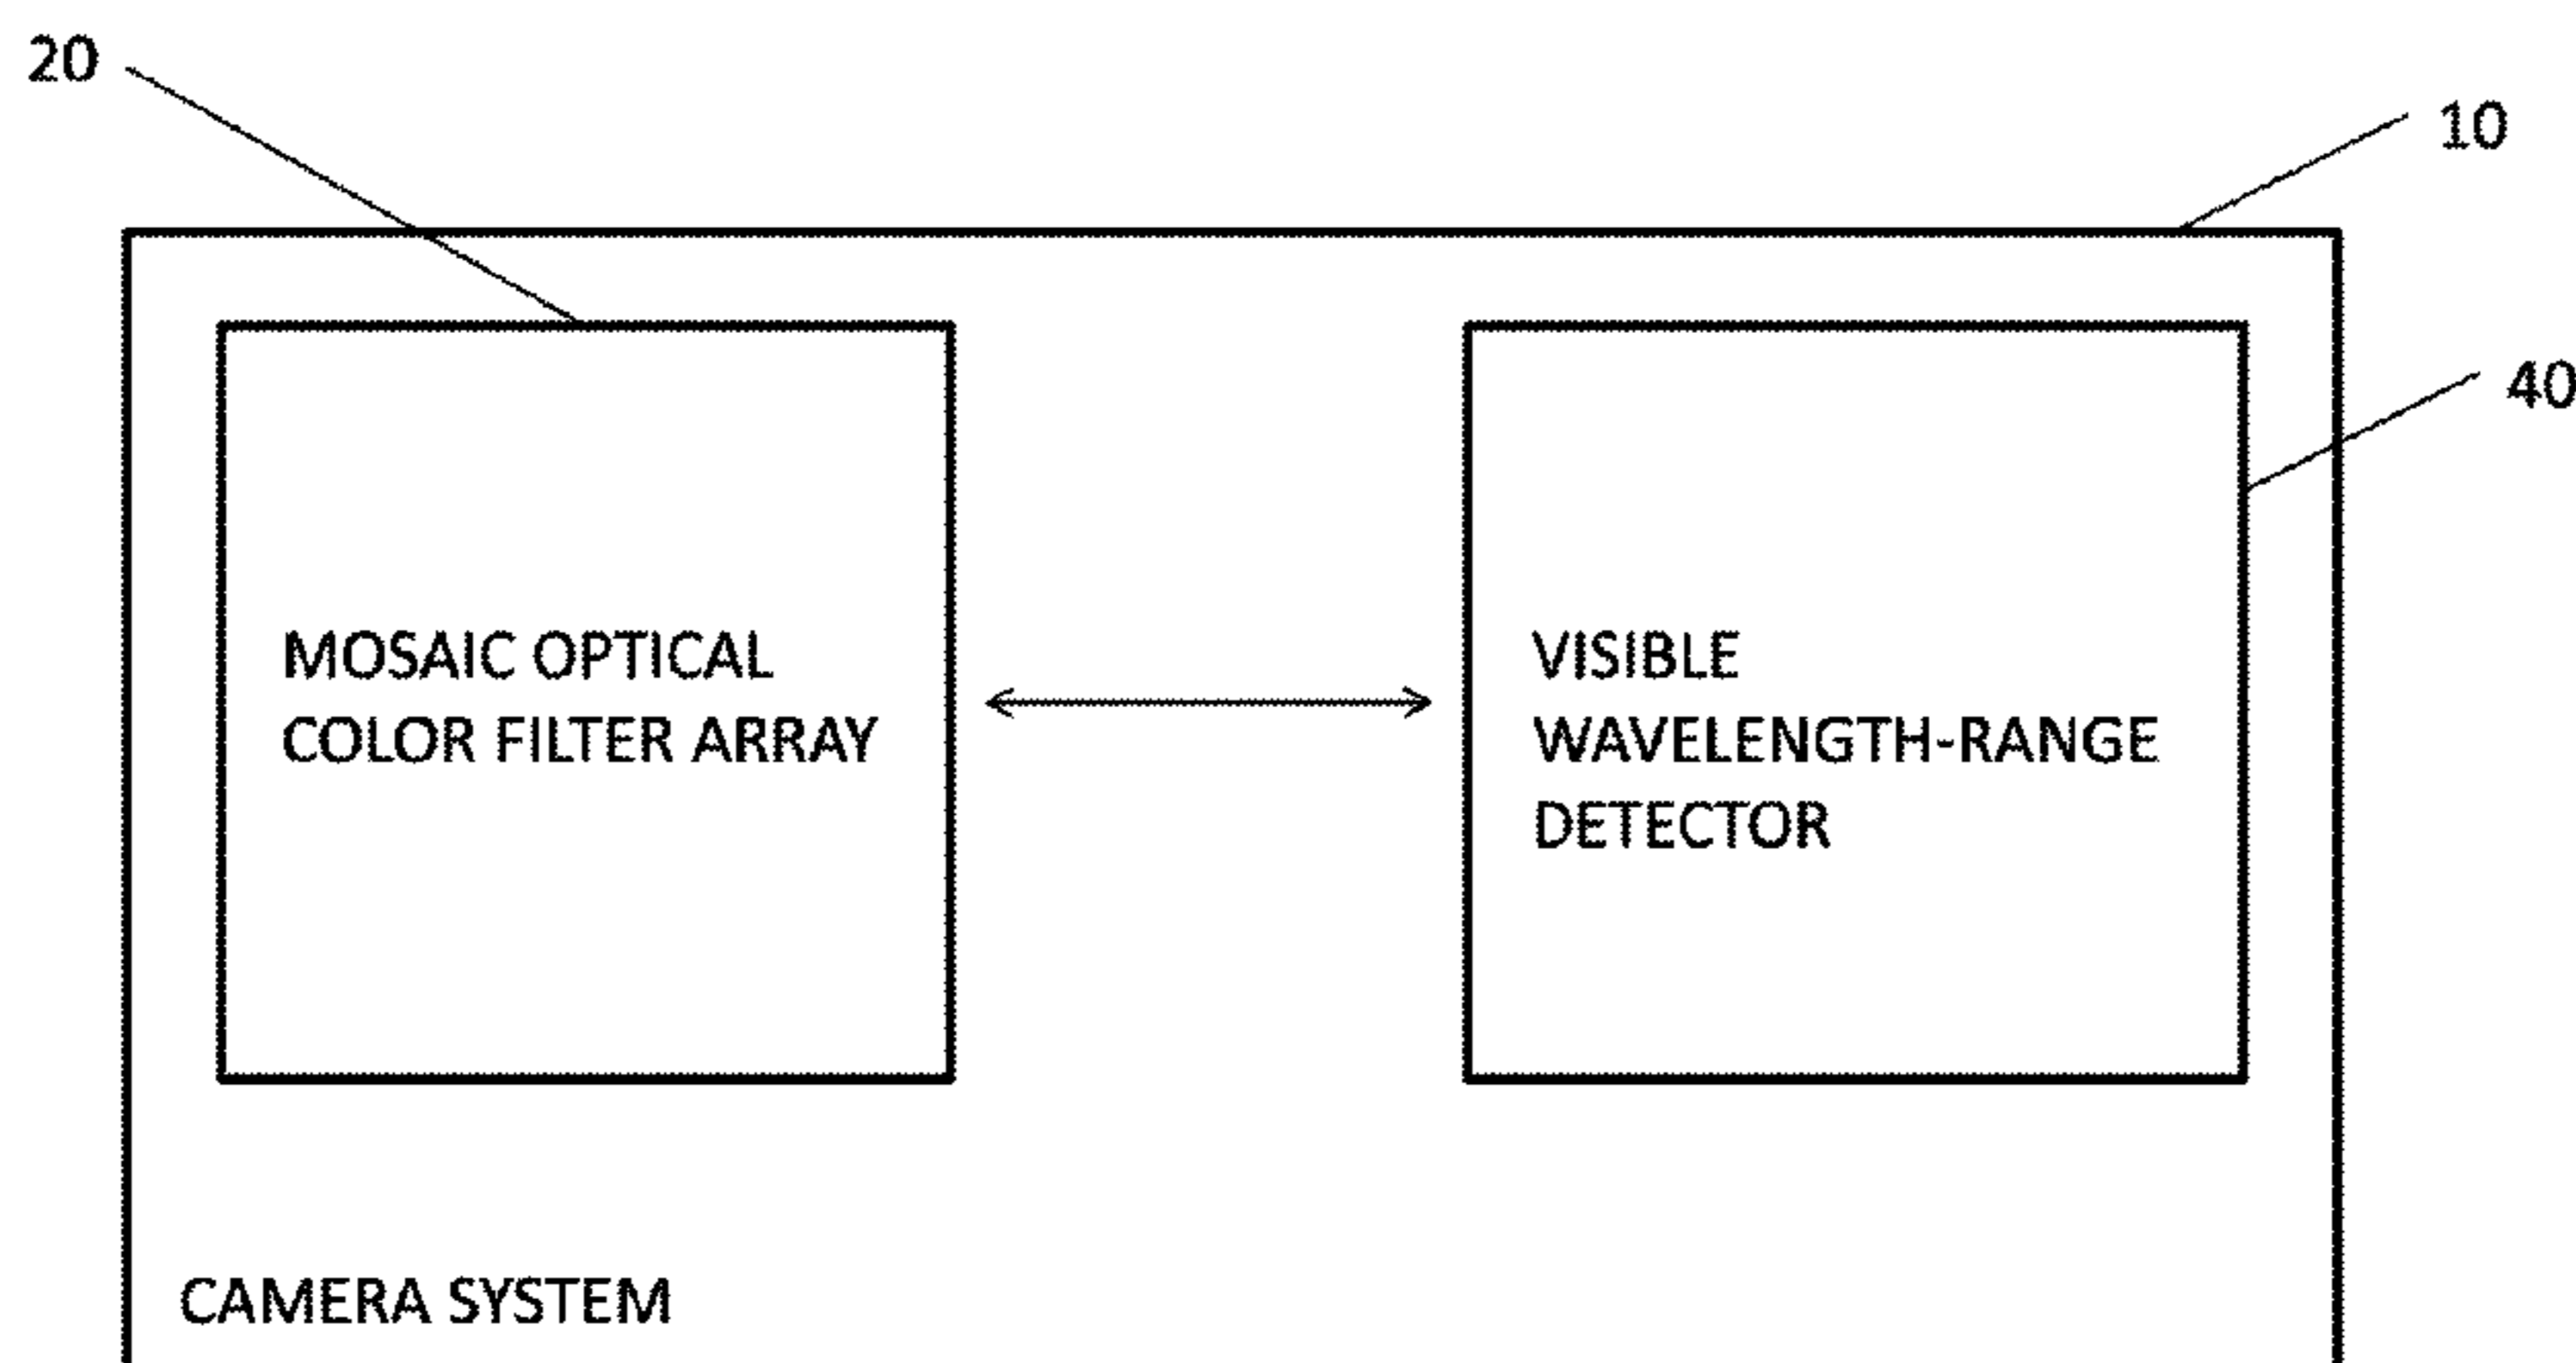 20
10
40
MOSAIC OPTICAL
COLOR FILTER ARRAY
VISIBLE
WAVELENGTH-RANGE
DETECTOR
CAMERA SYSTEM